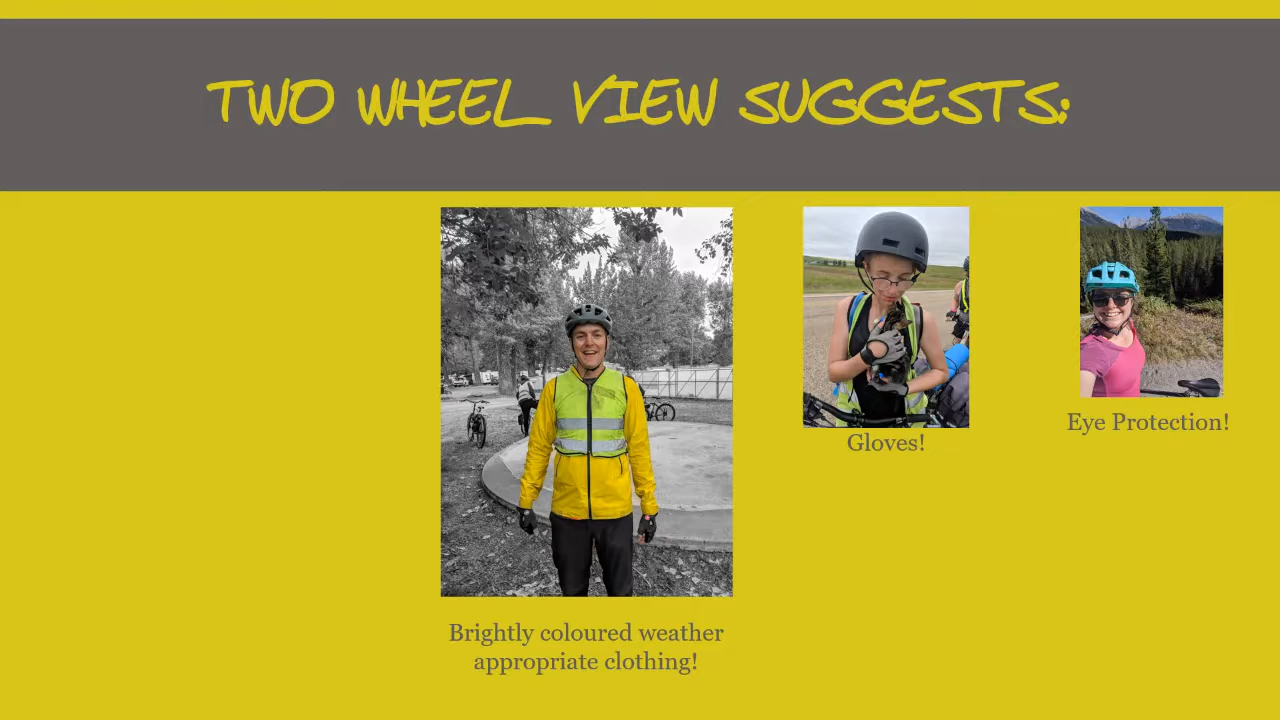 TWO WHEEL VIEW SUGGESTS:
Brightly coloured weather
appropriate clothing!
Gloves!
Eye Protection!